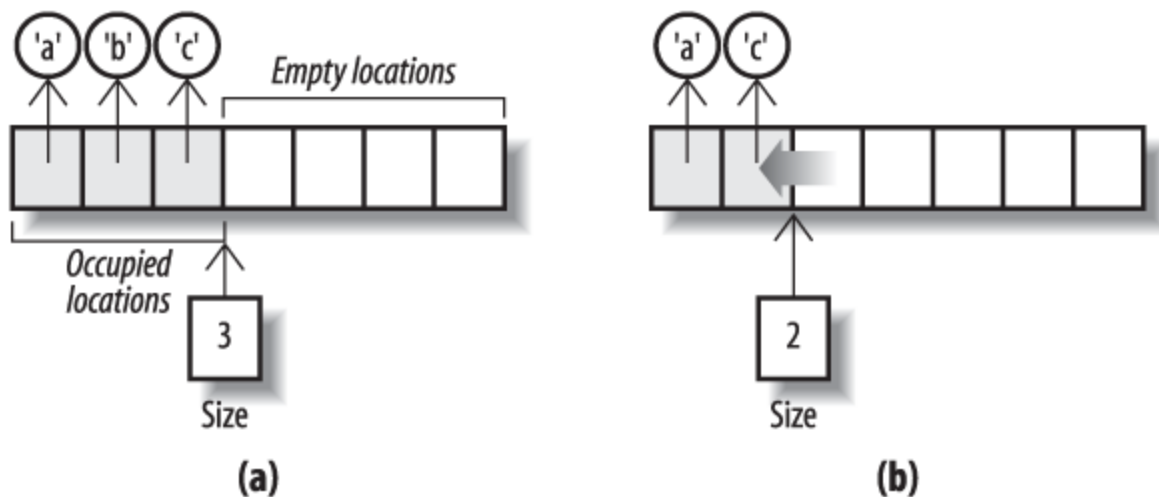 'a' 'b' 'c'
Empty locations
Occupied
locations
3
Size
(a)
'a' 'c'
2
Size
(b)